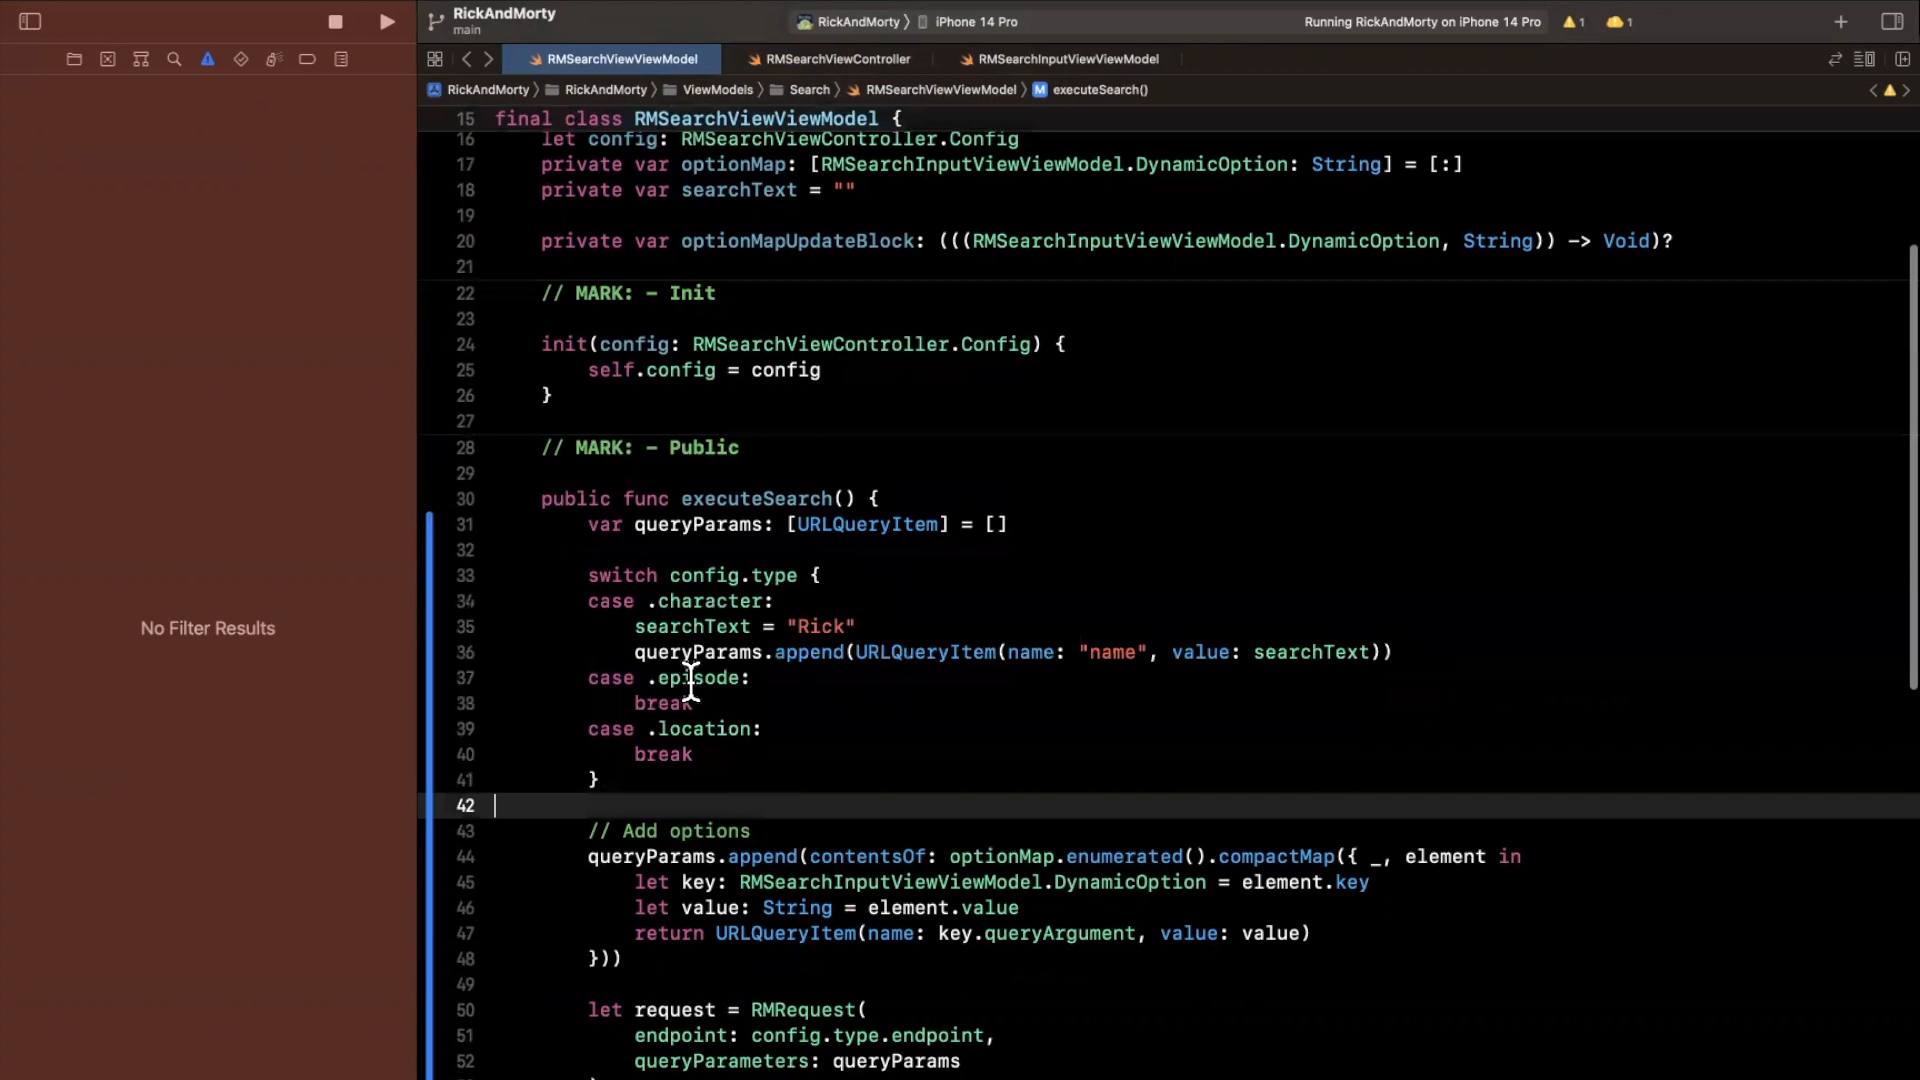 RickAndMorty
main
RickAndMorty 〉 iPhone 14 Pro
Running RickAndMorty on iPhone 14 Pro
1
1
RMSearchViewViewModel
RMSearchViewController
RMSearchInputViewViewModel
RickAndMorty 〉 RickAndMorty 〉 ViewModels 〉 Search 〉 RMSearchViewViewModel 〉 M executeSearch()
No Filter Results
15 final class RMSearchViewViewModel {
16     let config: RMSearchViewController.Config
17     private var optionMap: [RMSearchInputViewViewModel.DynamicOption: String] = [:]
18     private var searchText = ""
19
20     private var optionMapUpdateBlock: (((RMSearchInputViewViewModel.DynamicOption, String)) -> Void)?
21
22     // MARK: - Init
23
24     init(config: RMSearchViewController.Config) {
25         self.config = config
26     }
27
28     // MARK: - Public
29
30     public func executeSearch() {
31         var queryParams: [URLQueryItem] = []
32
33         switch config.type {
34         case .character:
35             searchText = "Rick"
36             queryParams.append(URLQueryItem(name: "name", value: searchText))
37         case .episode:
38             break
39         case .location:
40             break
41         }
42
43         // Add options
44         queryParams.append(contentsOf: optionMap.enumerated().compactMap({ _, element in
45             let key: RMSearchInputViewViewModel.DynamicOption = element.key
46             let value: String = element.value
47             return URLQueryItem(name: key.queryArgument, value: value)
48         }))
49
50         let request = RMRequest(
51             endpoint: config.type.endpoint,
52             queryParameters: queryParams